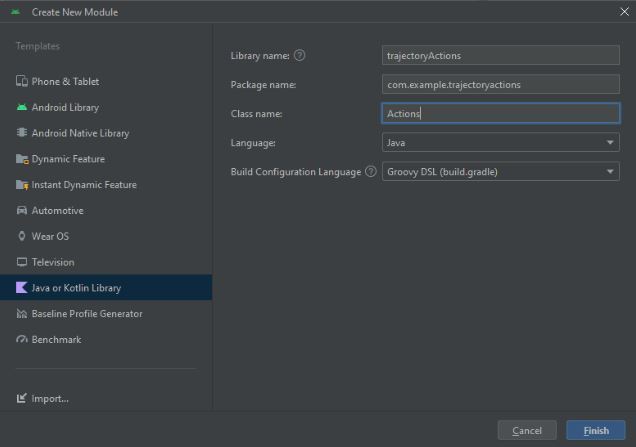 Create New Module
Templates
Phone & Tablet
Android Library
Android Native Library
Dynamic Feature
Instant Dynamic Feature
Automotive
Wear OS
Television
Java or Kotlin Library
Baseline Profile Generator
Benchmark
Import...
Library name: ? trajectoryActions
Package name: com.example.trajectoryactions
Class name: Actions
Language: Java
Build Configuration Language ? Groovy DSL (build.gradle)
Cancel Finish